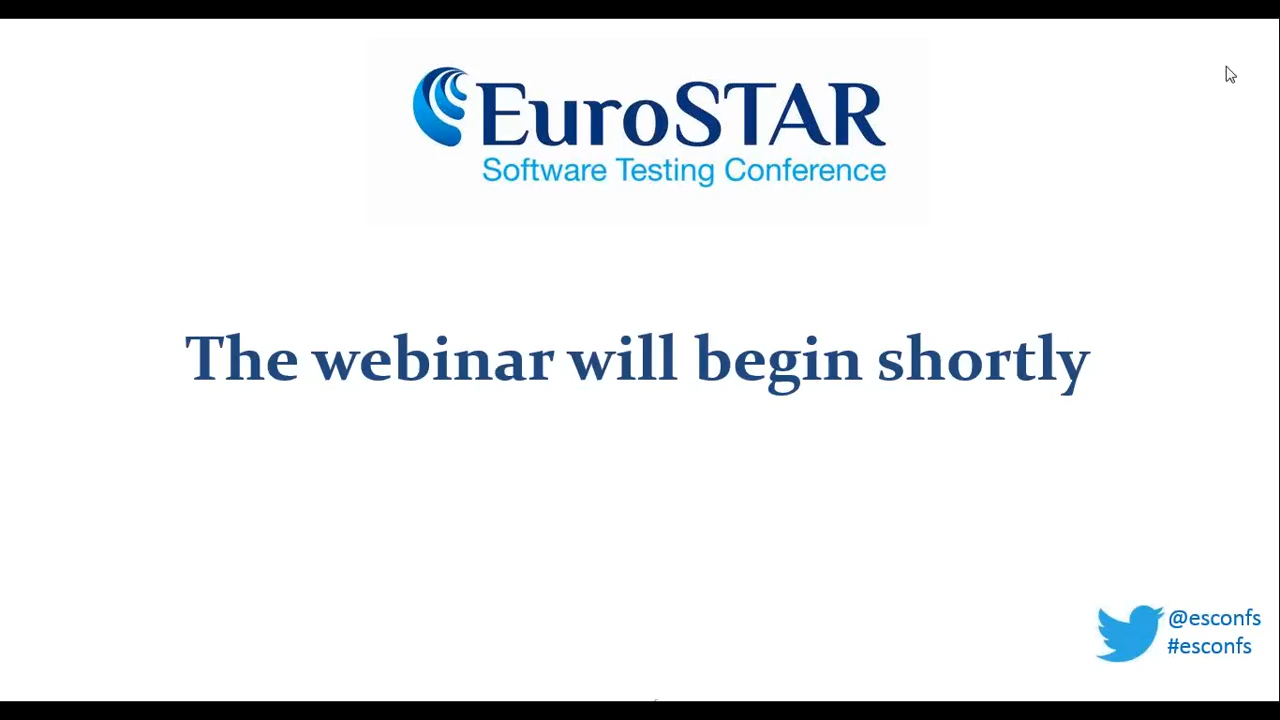 EuroSTAR
Software Testing Conference
The webinar will begin shortly
@esconfs
#esconfs